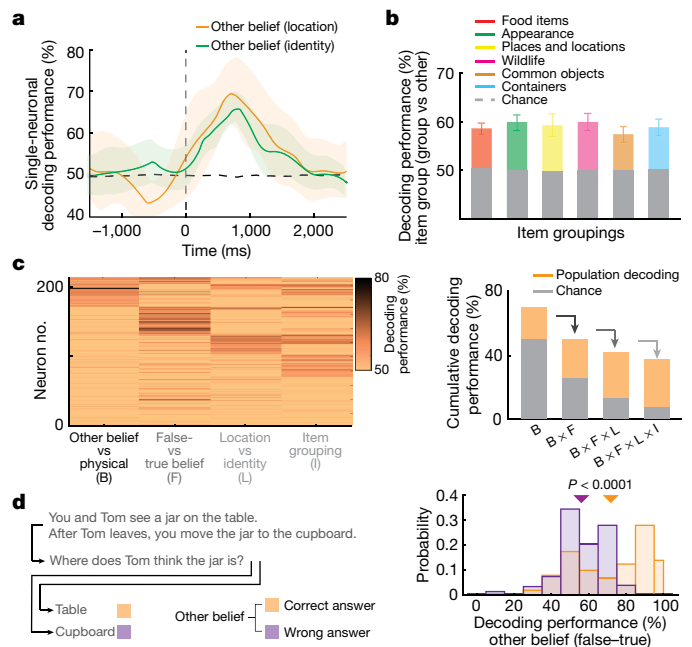 a
Other belief (location)
Other belief (identity)
Single-neuronal
decoding performance (%)
80
70
60
50
40
−1,000
0
1,000
2,000
Time (ms)
b
Food items
Appearance
Places and locations
Wildlife
Common objects
Containers
Chance
Decoding performance (%)
item group (group vs other)
70
60
50
Item groupings
c
Neuron no.
200
100
0
80
50
Decoding
performance (%)
Other belief
vs
physical
(B)
False-
vs
true belief
(F)
Location
vs
identity
(L)
Item
grouping
(I)
Population decoding
Chance
Cumulative decoding
performance (%)
80
40
0
B
B × F
B × F × L
B × F × L × I
d
You and Tom see a jar on the table.
After Tom leaves, you move the jar to the cupboard.
Where does Tom think the jar is?
Table
Cupboard
Other belief
Correct answer
Wrong answer
P < 0.0001
Probability
0.4
0.3
0.2
0.1
0
0
20
40
60
80
100
Decoding performance (%)
other belief (false–true)